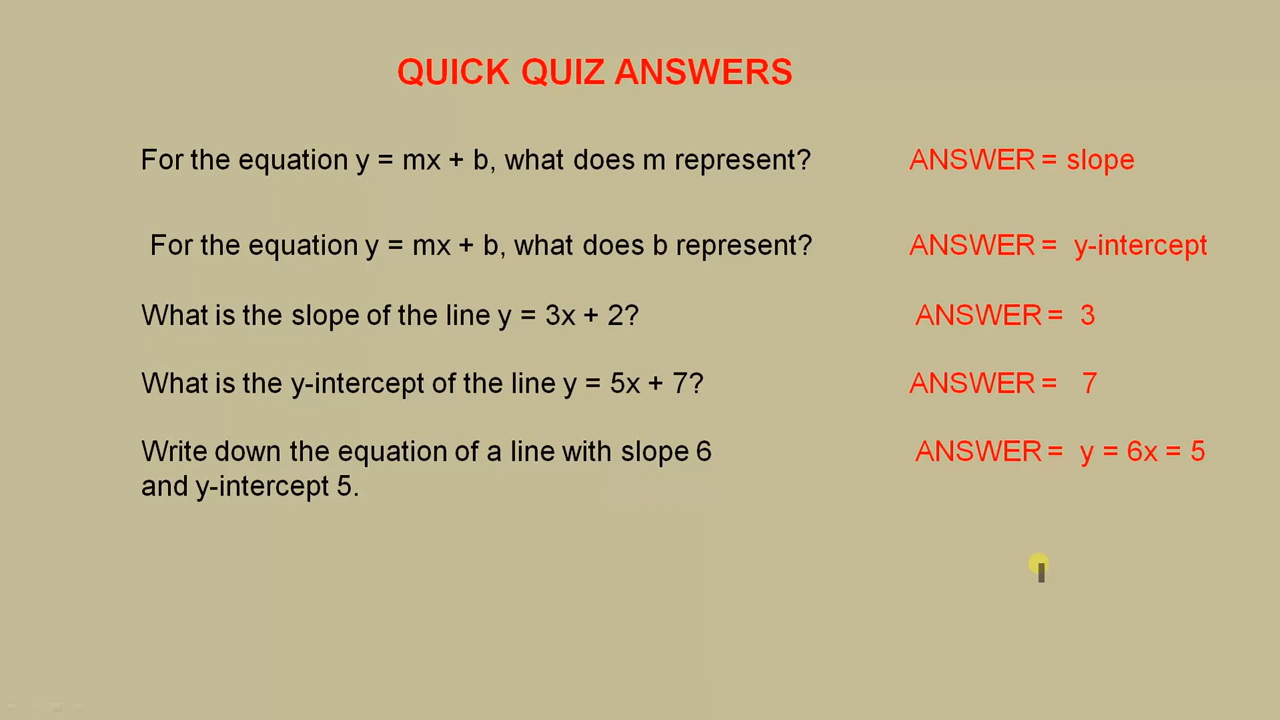 QUICK QUIZ ANSWERS
For the equation y = mx + b, what does m represent? ANSWER = slope
For the equation y = mx + b, what does b represent? ANSWER = y-intercept
What is the slope of the line y = 3x + 2? ANSWER = 3
What is the y-intercept of the line y = 5x + 7? ANSWER = 7
Write down the equation of a line with slope 6 ANSWER = y = 6x = 5
and y-intercept 5.